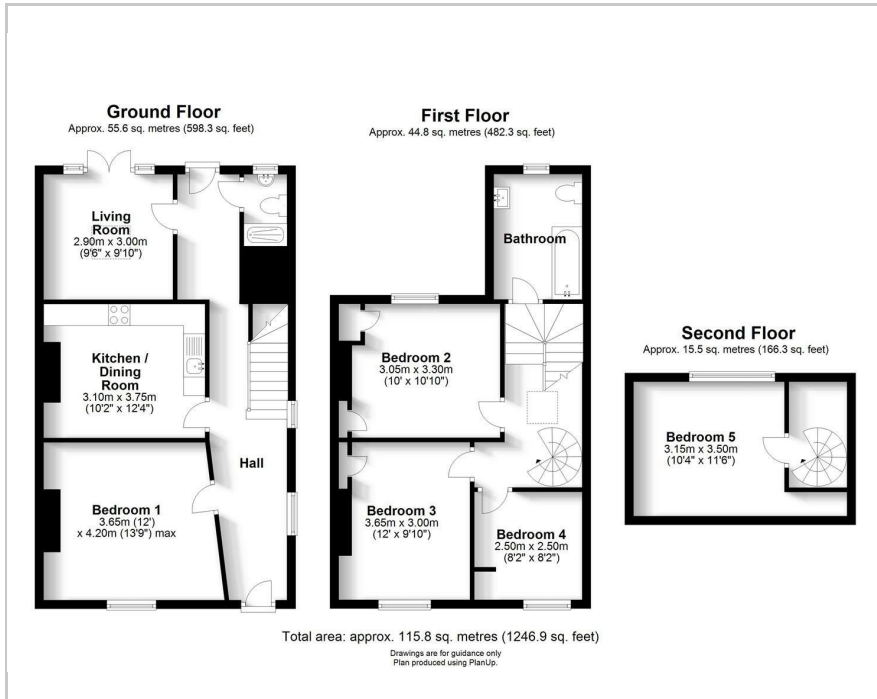 Ground Floor
Approx. 55.6 sq. metres (598.3 sq. feet)
Living
Room
2.90m x 3.00m
(9'6" x 9'10")
Kitchen /
Dining
Room
3.10m x 3.75m
(10'2" x 12'4")
Hall
Bedroom 1
3.65m (12')
x 4.20m (13'9") max
First Floor
Approx. 44.8 sq. metres (482.3 sq. feet)
Bathroom
Bedroom 2
3.05m x 3.30m
(10' x 10'10")
Bedroom 3
3.65m x 3.00m
(12' x 9'10")
Bedroom 4
2.50m x 2.50m
(8'2" x 8'2")
Second Floor
Approx. 15.5 sq. metres (166.3 sq. feet)
Bedroom 5
3.15m x 3.50m
(10'4" x 11'6")
Total area: approx. 115.8 sq. metres (1246.9 sq. feet)
Drawings are for guidance only
Plan produced using PlanUp.